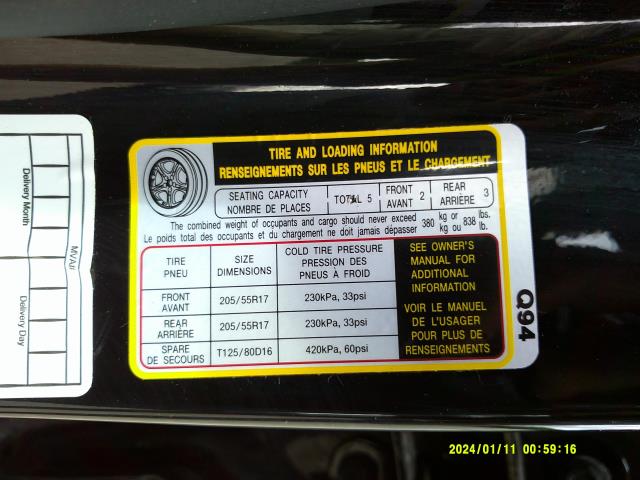 TIRE AND LOADING INFORMATION
RENSEIGNEMENTS SUR LES PNEUS ET LE CHARGEMENT
SEATING CAPACITY
NOMBRE DE PLACES
TOTAL 5
FRONT
AVANT 2
REAR
ARRIÈRE 3
The combined weight of occupants and cargo should never exceed 380 kg or 838 lbs.
Le poids total des occupants et du chargement ne doit jamais dépasser 380 kg ou 838 lb.
TIRE
PNEU
SIZE
DIMENSIONS
COLD TIRE PRESSURE
PRESSION DES
PNEUS À FROID
FRONT
AVANT
205/55R17
230kPa, 33psi
REAR
ARRIÈRE
205/55R17
230kPa, 33psi
SPARE
DE SECOURS
T125/80D16
420kPa, 60psi
SEE OWNER'S
MANUAL FOR
ADDITIONAL
INFORMATION
VOIR LE MANUEL
DE L'USAGER
POUR PLUS DE
RENSEIGNEMENTS
Q94
Delivery Month
Delivery Day
2024/01/11 00:59:16